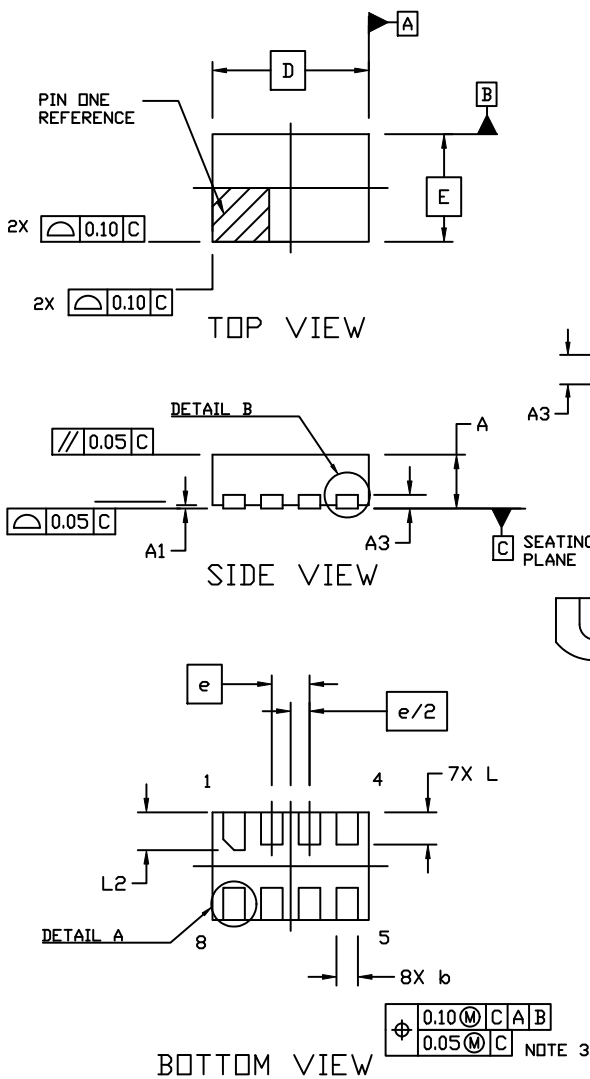 A
D
B
PIN ONE
REFERENCE
E
2X 0.10 C
2X 0.10 C
TOP VIEW
DETAIL B
A3
A
// 0.05 C
0.05 C
A1
A3
C SEATING
PLANE
SIDE VIEW
e
e/2
1 4
7X L
L2
DETAIL A
8 5
8X b
0.10 Ⓜ C A B
0.05 Ⓜ C NOTE 3
BOTTOM VIEW